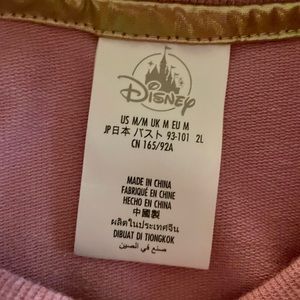 Disney
US M/M UK M EU M
JP日本 バスト 93-101 2L
CN 165/92A
MADE IN CHINA
FABRIQUÉ EN CHINE
HECHO EN CHINA
中國製
ผลิตในประเทศจีน
DIBUAT DI TIONGKOK
صنع في الصين